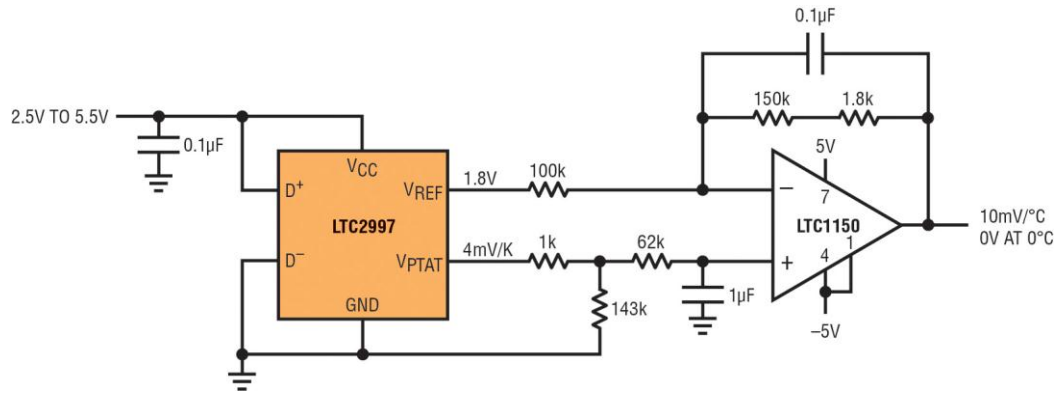 0.1µF
150k
1.8k
2.5V TO 5.5V
0.1µF
5V
VCC
1.8V
100k
D+
VREF
–
7
LTC2997
LTC1150
10mV/°C
0V AT 0°C
4mV/K
1k
62k
4
1
D–
VPTAT
+
GND
1µF
143k
–5V